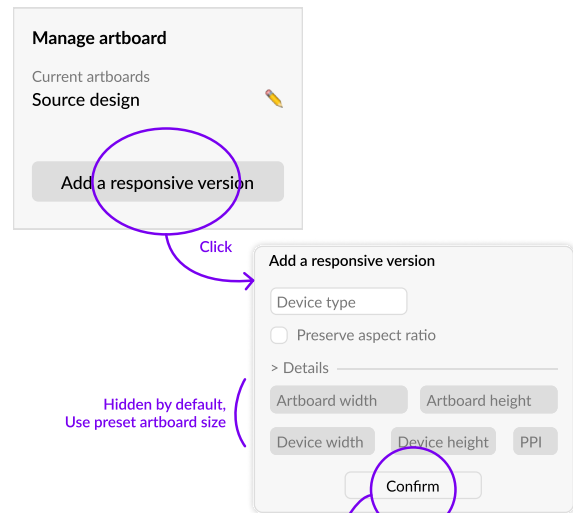 Manage artboard
Current artboards
Source design
Add a responsive version
Click
Add a responsive version
Device type
Preserve aspect ratio
> Details
Hidden by default,
Use preset artboard size
Artboard width Artboard height
Device width Device height PPI
Confirm